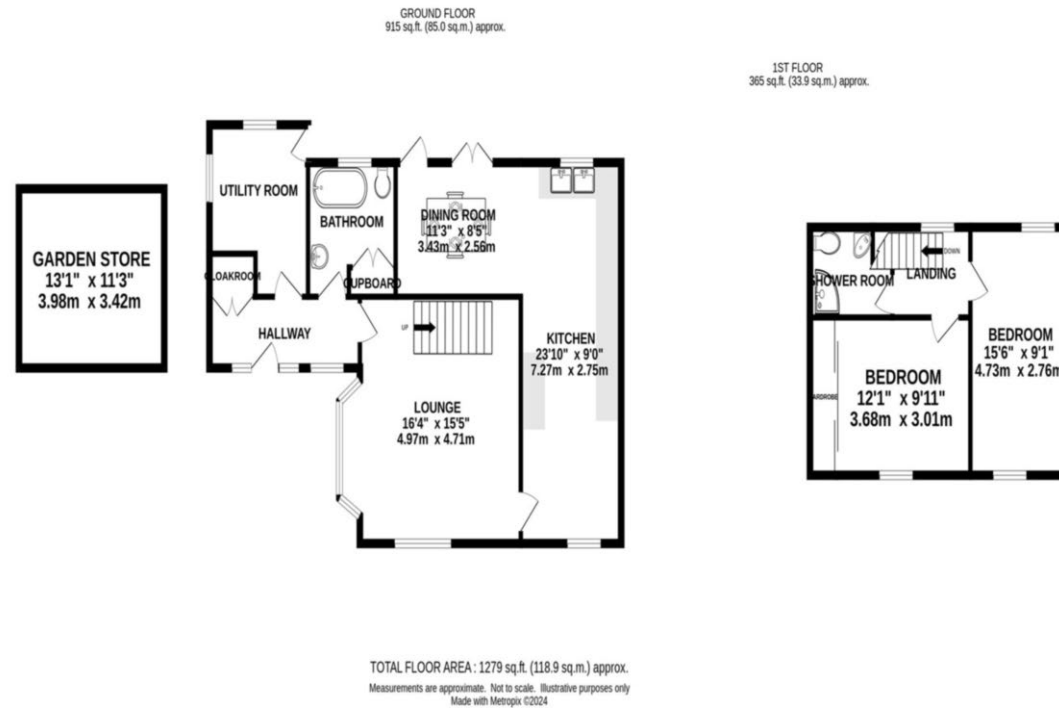 GROUND FLOOR
915 sq.ft. (85.0 sq.m.) approx.
1ST FLOOR
365 sq.ft. (33.9 sq.m.) approx.
GARDEN STORE
13'1" x 11'3"
3.98m x 3.42m
UTILITY ROOM
CLOAKROOM
HALLWAY
BATHROOM
CUPBOARD
DINING ROOM
11'3" x 8'5"
3.43m x 2.56m
UP
LOUNGE
16'4" x 15'5"
4.97m x 4.71m
KITCHEN
23'10" x 9'0"
7.27m x 2.75m
SHOWER ROOM
DOWN
LANDING
BEDROOM
12'1" x 9'11"
3.68m x 3.01m
ARDROBE
BEDROOM
15'6" x 9'1"
4.73m x 2.76m
TOTAL FLOOR AREA : 1279 sq.ft. (118.9 sq.m.) approx.
Measurements are approximate. Not to scale. Illustrative purposes only
Made with Metropix ©2024